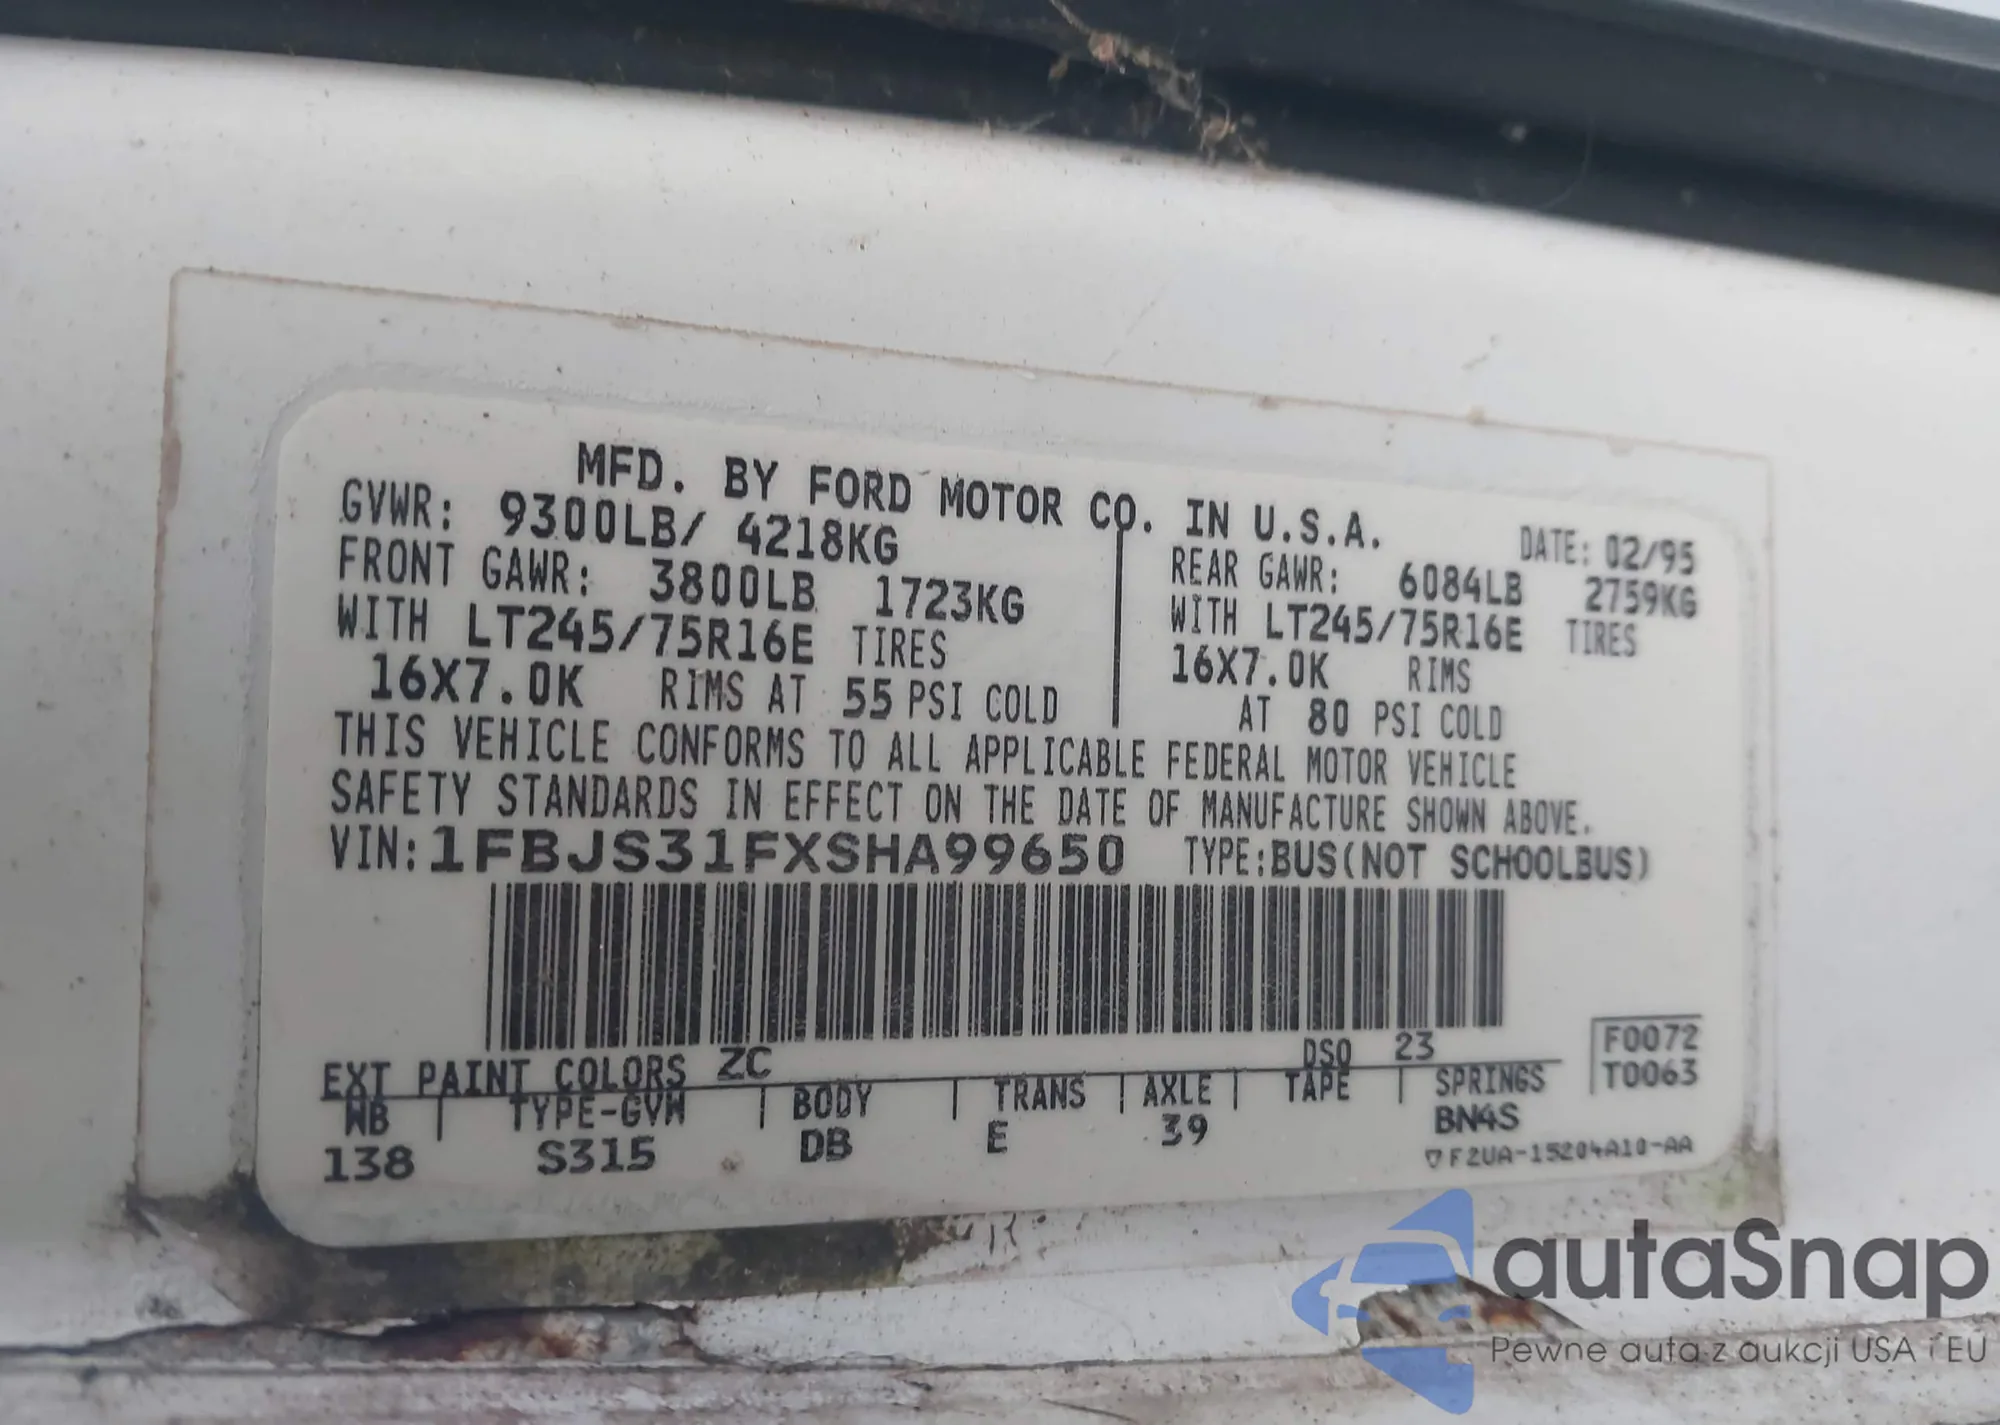 MFD. BY FORD MOTOR CO. IN U.S.A.
GVWR: 9300LB/ 4218KG
DATE: 02/95
FRONT GAWR: 3800LB 1723KG
WITH LT245/75R16E TIRES
16X7.0K RIMS AT 55 PSI COLD
REAR GAWR: 6084LB 2759KG
WITH LT245/75R16E TIRES
16X7.0K RIMS
AT 80 PSI COLD
THIS VEHICLE CONFORMS TO ALL APPLICABLE FEDERAL MOTOR VEHICLE
SAFETY STANDARDS IN EFFECT ON THE DATE OF MANUFACTURE SHOWN ABOVE.
VIN:1FBJS31FXSHA99650 TYPE:BUS(NOT SCHOOLBUS)
EXT PAINT COLORS ZC DSO 23
F0072
T0063
WB | TYPE-GVW | BODY | TRANS | AXLE | TAPE | SPRINGS
138 S315 DB E 39 BN4S
F2UA-15204A10-AA
autaSnap
Pewne auta z aukcji USA i EU